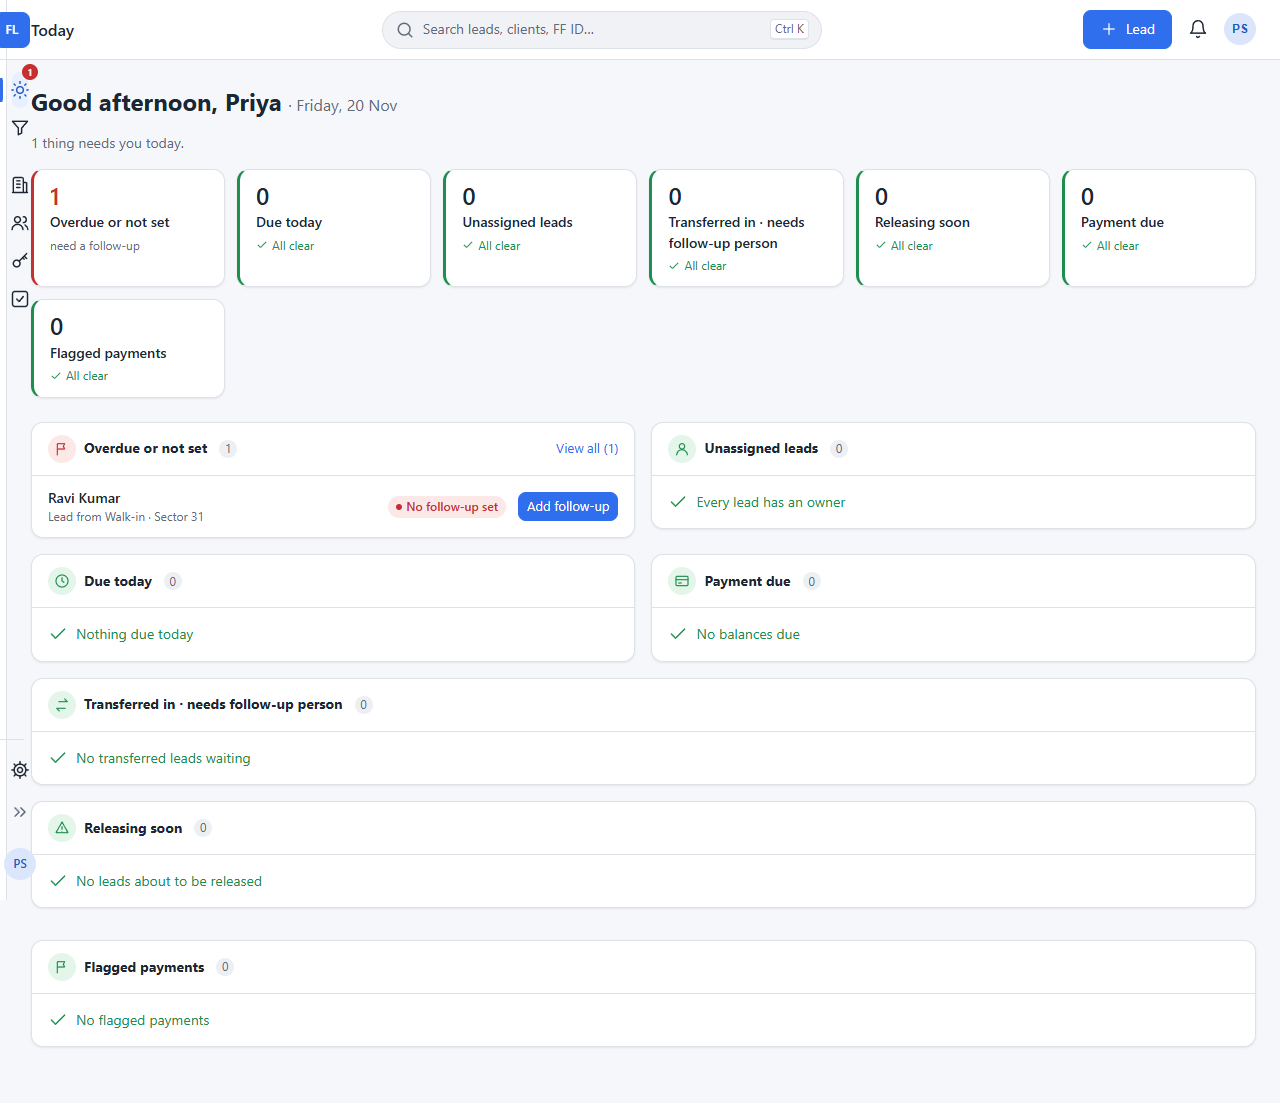 FL
Today
Search leads, clients, FF ID...
Ctrl K
+ Lead
PS
1
Good afternoon, Priya · Friday, 20 Nov
1 thing needs you today.
1
Overdue or not set
need a follow-up
0
Due today
All clear
0
Unassigned leads
All clear
0
Transferred in · needs
follow-up person
All clear
0
Releasing soon
All clear
0
Payment due
All clear
0
Flagged payments
All clear
Overdue or not set 1
View all (1)
Ravi Kumar
Lead from Walk-in · Sector 31
No follow-up set
Add follow-up
Unassigned leads 0
Every lead has an owner
Due today 0
Nothing due today
Payment due 0
No balances due
Transferred in · needs follow-up person 0
No transferred leads waiting
Releasing soon 0
No leads about to be released
PS
Flagged payments 0
No flagged payments